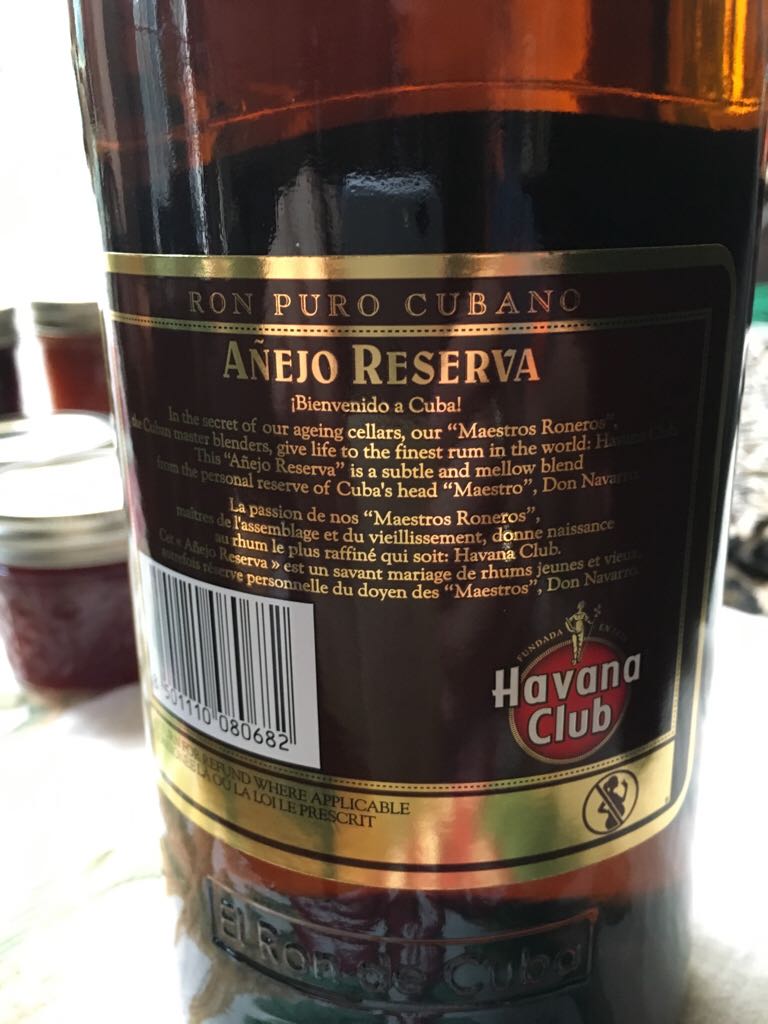 RON PURO CUBANO
AÑEJO RESERVA
¡Bienvenido a Cuba!
In the secret of our ageing cellars, our “Maestros Roneros”,
the Cuban master blenders, give life to the finest rum in the world: Havana Club
This “Añejo Reserva” is a subtle and mellow blend
from the personal reserve of Cuba's head “Maestro”, Don Navarro.
La passion de nos “Maestros Roneros”,
maîtres de l'assemblage et du vieillissement, donne naissance
au rhum le plus raffiné qui soit: Havana Club.
Cet « Añejo Reserva » est un savant mariage de rhums jeunes et vieux,
autrefois réserve personnelle du doyen des “Maestros”, Don Navarro.
FUNDADA EN
Havana
Club
501110 080682
FOR REFUND WHERE APPLICABLE
LÀ OÙ LA LOI LE PRESCRIT
El Ron de Cuba